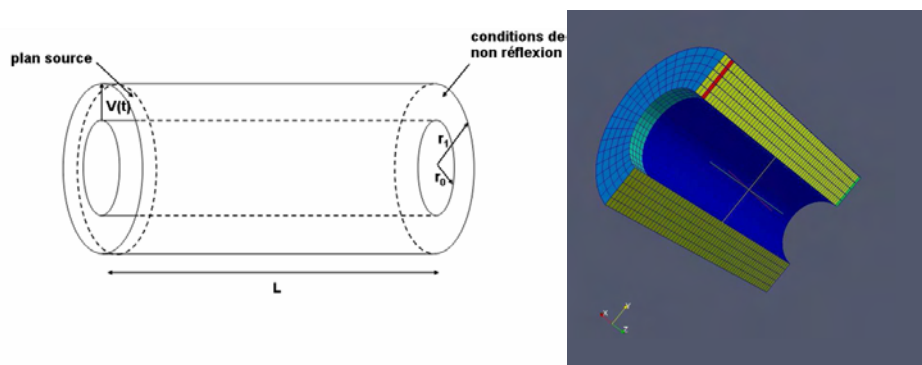 plan source
conditions de
non réflexion
V(t)
r1
r0
L
X
Y
Z